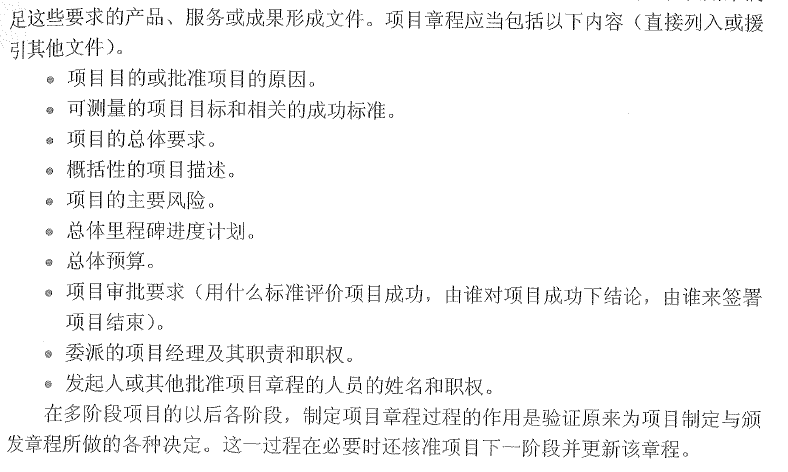 足这些要求的产品、服务或成果形成文件。项目章程应当包括以下内容（直接列入或援
引其他文件）。
● 项目目的或批准项目的原因。
● 可测量的项目目标和相关的成功标准。
● 项目的总体要求。
● 概括性的项目描述。
● 项目的主要风险。
● 总体里程碑进度计划。
● 总体预算。
● 项目审批要求（用什么标准评价项目成功，由谁对项目成功下结论，由谁来签署
项目结束）。
● 委派的项目经理及其职责和职权。
● 发起人或其他批准项目章程的人员的姓名和职权。
在多阶段项目的以后各阶段，制定项目章程过程的作用是验证原来为项目制定与颁
发章程所做的各种决定。这一过程在必要时还核准项目下一阶段并更新该章程。